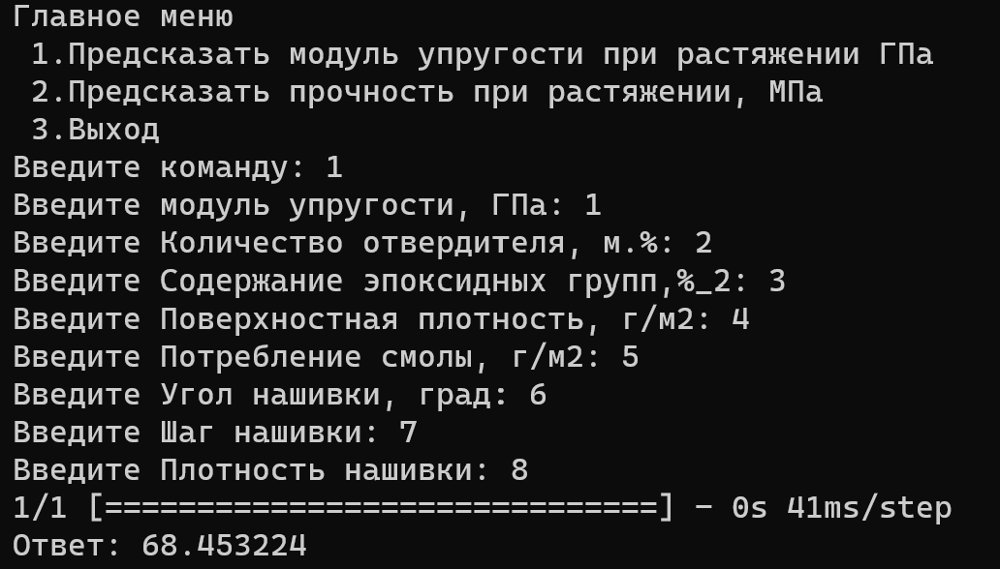 Главное меню
1.Предсказать модуль упругости при растяжении ГПа
2.Предсказать прочность при растяжении, МПа
3.Выход
Введите команду: 1
Введите модуль упругости, ГПа: 1
Введите Количество отвердителя, м.%: 2
Введите Содержание эпоксидных групп,%_2: 3
Введите Поверхностная плотность, г/м2: 4
Введите Потребление смолы, г/м2: 5
Введите Угол нашивки, град: 6
Введите Шаг нашивки: 7
Введите Плотность нашивки: 8
1/1 [==============================] - 0s 41ms/step
Ответ: 68.453224